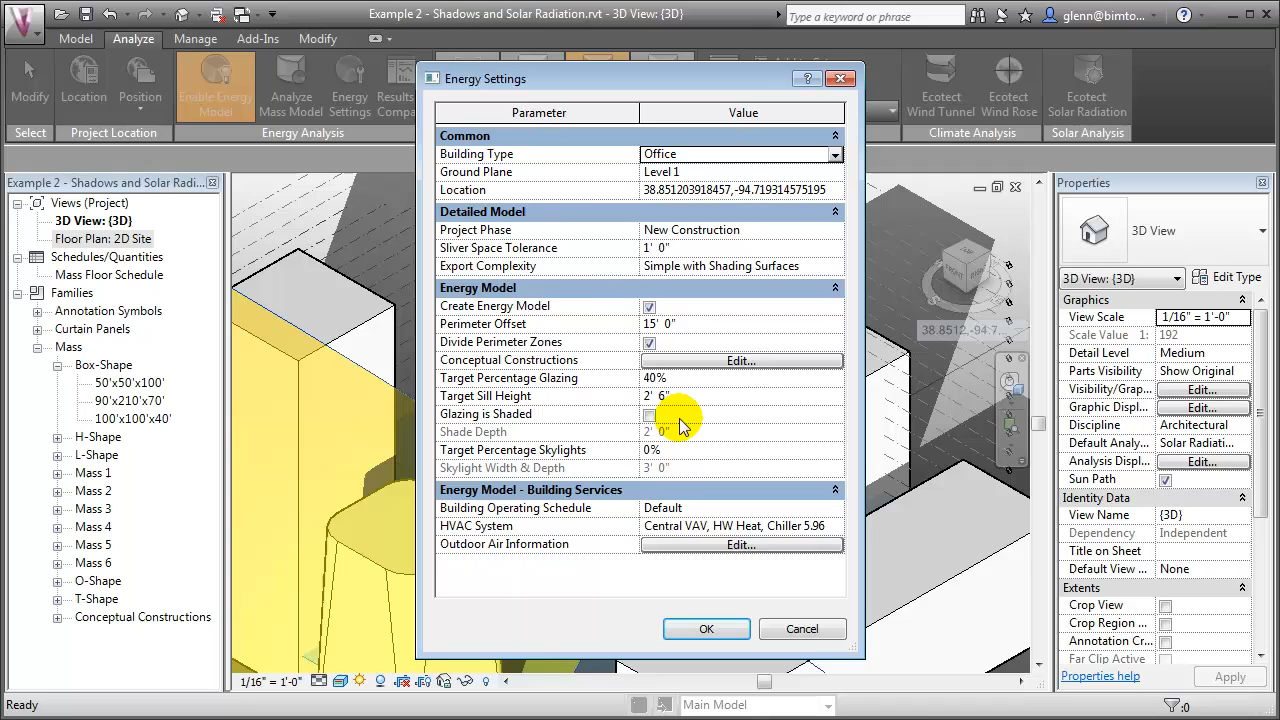 Example 2 - Shadows and Solar Radiation.rvt - 3D View: {3D}
Type a keyword or phrase
glenn@bimto...
Model
Analyze
Manage
Add-Ins
Modify
Modify
Location
Position
Enable Energy Model
Analyze Mass Model
Energy Settings
Results
Compa
Ecotect Wind Tunnel
Ecotect Wind Rose
Ecotect Solar Radiation
Select
Project Location
Energy Analysis
Climate Analysis
Solar Analysis
Example 2 - Shadows and Solar Radi...
Views (Project)
3D View: {3D}
Floor Plan: 2D Site
Schedules/Quantities
Mass Floor Schedule
Families
Annotation Symbols
Curtain Panels
Mass
Box-Shape
50'x50'x100'
90'x210'x70'
100'x100'x40'
H-Shape
L-Shape
Mass 1
Mass 2
Mass 3
Mass 4
Mass 5
Mass 6
O-Shape
T-Shape
Conceptual Constructions
Energy Settings
Parameter Value
Common
Building Type Office
Ground Plane Level 1
Location 38.851203918457,-94.719314575195
Detailed Model
Project Phase New Construction
Sliver Space Tolerance 1' 0"
Export Complexity Simple with Shading Surfaces
Energy Model
Create Energy Model
Perimeter Offset 15' 0"
Divide Perimeter Zones
Conceptual Constructions Edit...
Target Percentage Glazing 40%
Target Sill Height 2' 6"
Glazing is Shaded
Shade Depth 2' 0"
Target Percentage Skylights 0%
Skylight Width & Depth 3' 0"
Energy Model - Building Services
Building Operating Schedule Default
HVAC System Central VAV, HW Heat, Chiller 5.96
Outdoor Air Information Edit...
OK
Cancel
FRONT
38.8512,-94.7
Properties
3D View
3D View: {3D}
Edit Type
Graphics
View Scale 1/16" = 1'-0"
Scale Value 1: 192
Detail Level Medium
Parts Visibility Show Original
Visibility/Grap... Edit...
Graphic Displ... Edit...
Discipline Architectural
Default Analy... Solar Radiati...
Analysis Displ... Edit...
Sun Path
Identity Data
View Name {3D}
Dependency Independent
Title on Sheet
Default View ... None
Extents
Crop View
Crop Region ...
Annotation Cr...
Far Clip Active
Properties help
Apply
1/16" = 1'-0"
Ready
Main Model
:0